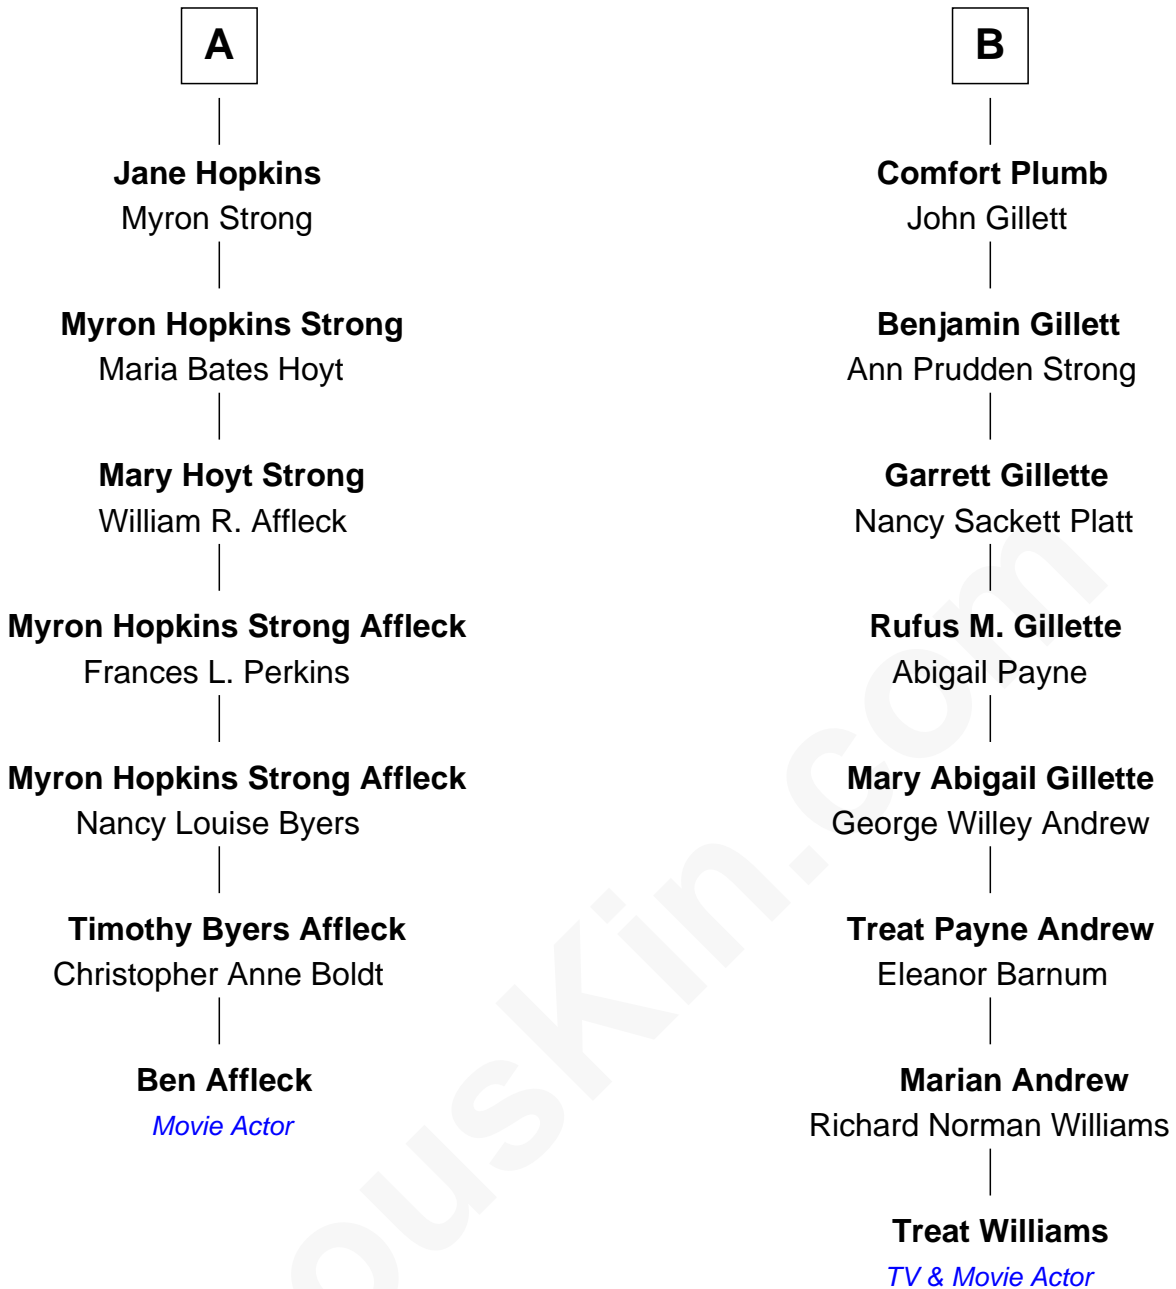 A
Jane Hopkins
Myron Strong
Myron Hopkins Strong
Maria Bates Hoyt
Mary Hoyt Strong
William R. Affleck
Myron Hopkins Strong Affleck
Frances L. Perkins
Myron Hopkins Strong Affleck
Nancy Louise Byers
Timothy Byers Affleck
Christopher Anne Boldt
Ben Affleck
Movie Actor
B
Comfort Plumb
John Gillett
Benjamin Gillett
Ann Prudden Strong
Garrett Gillette
Nancy Sackett Platt
Rufus M. Gillette
Abigail Payne
Mary Abigail Gillette
George Willey Andrew
Treat Payne Andrew
Eleanor Barnum
Marian Andrew
Richard Norman Williams
Treat Williams
TV & Movie Actor
ousKin.com